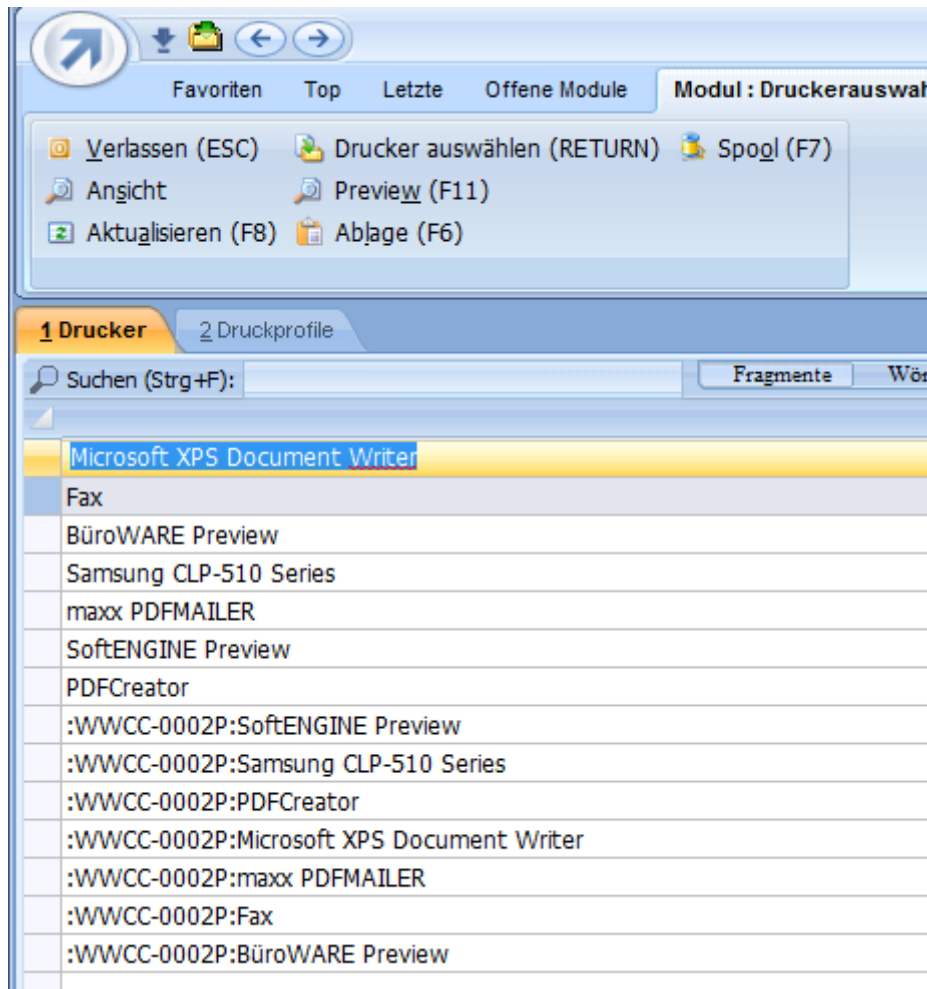 Favoriten Top Letzte Offene Module Modul : Druckerauswah
Verlassen (ESC) Drucker auswählen (RETURN) Spool (F7)
Ansicht Preview (F11)
Aktualisieren (F8) Ablage (F6)
1 Drucker 2 Druckprofile
Suchen (Strg+F): Fragmente Wör
Microsoft XPS Document Writer
Fax
BüroWARE Preview
Samsung CLP-510 Series
maxx PDFMAILER
SoftENGINE Preview
PDFCreator
:WWCC-0002P:SoftENGINE Preview
:WWCC-0002P:Samsung CLP-510 Series
:WWCC-0002P:PDFCreator
:WWCC-0002P:Microsoft XPS Document Writer
:WWCC-0002P:maxx PDFMAILER
:WWCC-0002P:Fax
:WWCC-0002P:BüroWARE Preview